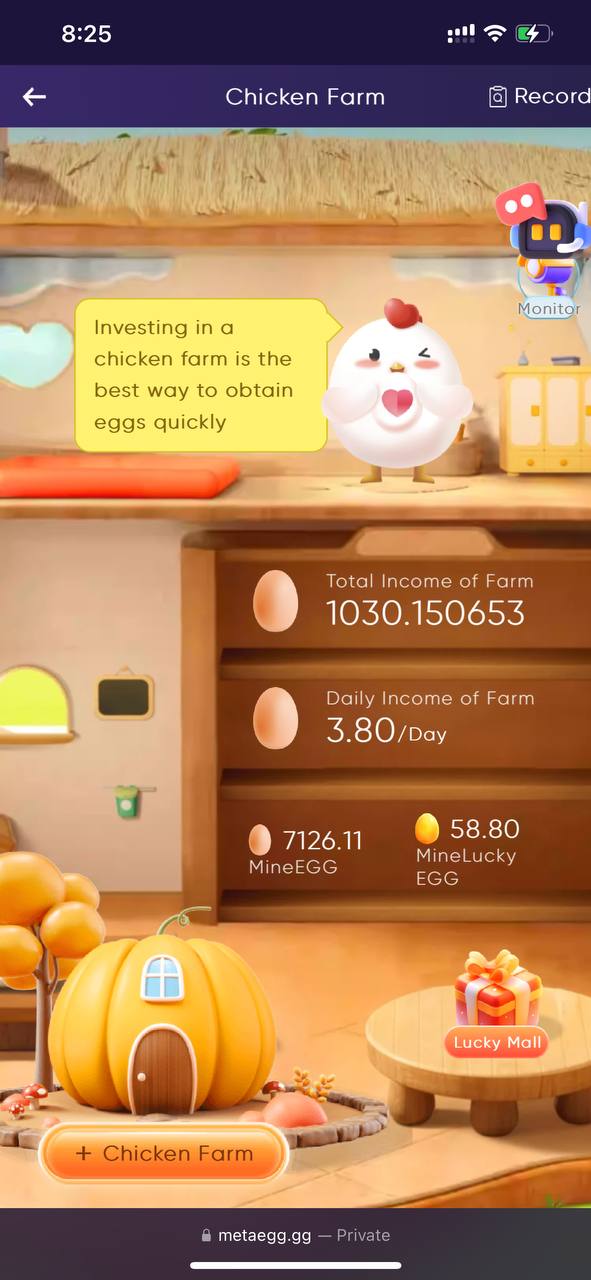 8:25
Chicken Farm
Record
Monitor
Investing in a
chicken farm is the
best way to obtain
eggs quickly
Total Income of Farm
1030.150653
Daily Income of Farm
3.80/Day
7126.11
MineEGG
58.80
MineLucky
EGG
Lucky Mall
+ Chicken Farm
metaegg.gg — Private